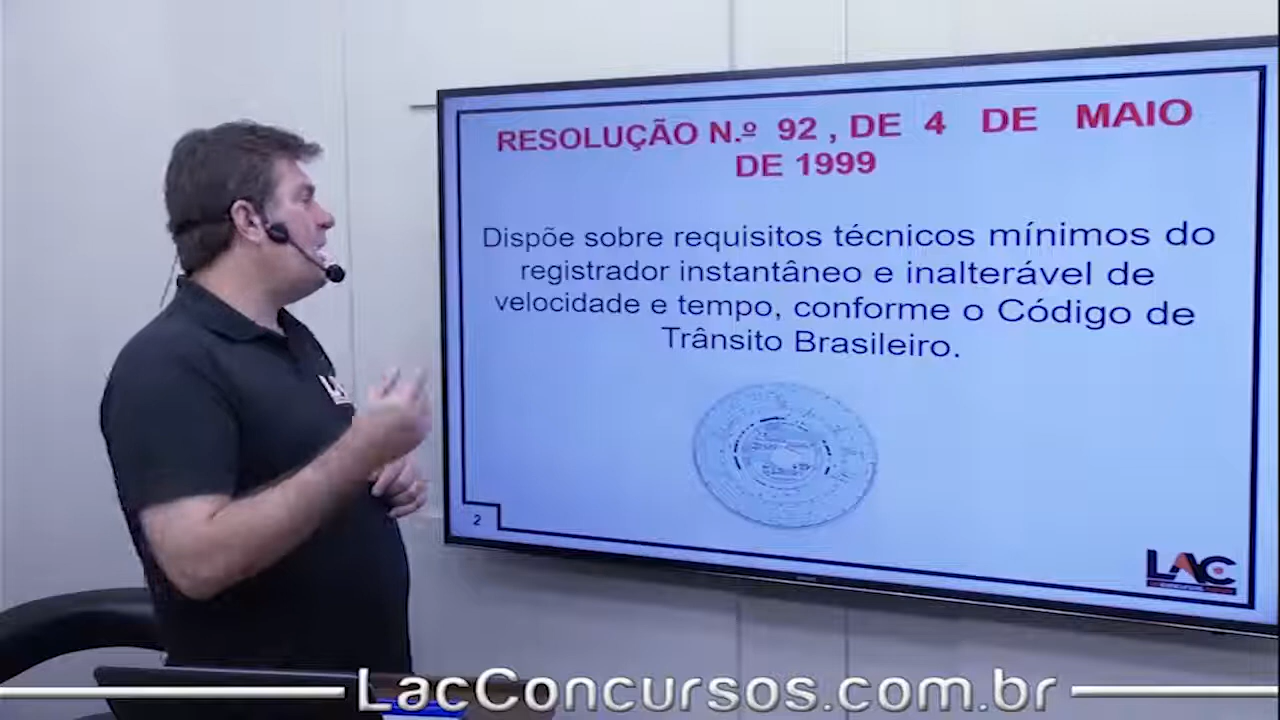 RESOLUÇÃO N.º 92 , DE 4 DE MAIO
DE 1999
Dispõe sobre requisitos técnicos mínimos do
registrador instantâneo e inalterável de
velocidade e tempo, conforme o Código de
Trânsito Brasileiro.
2
LAC
LAC
LacConcursos.com.br